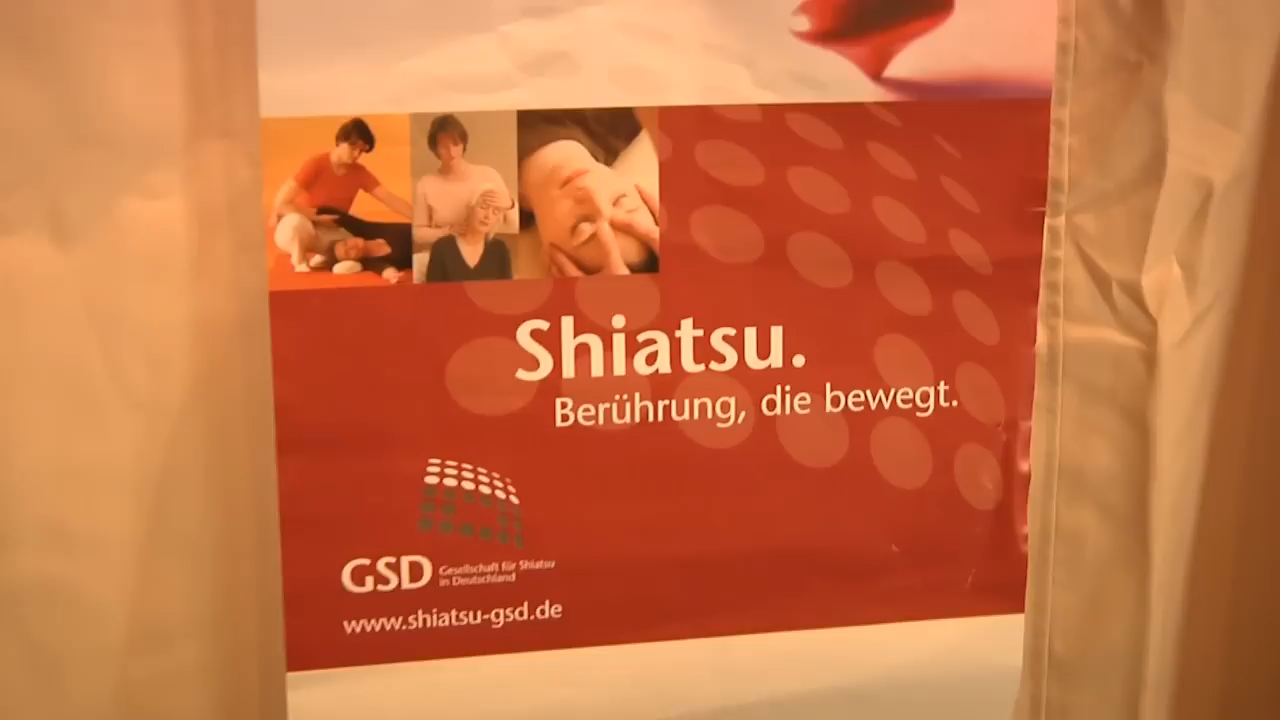 Shiatsu.
Berührung, die bewegt.
GSD
Gesellschaft für Shiatsu
in Deutschland
www.shiatsu-gsd.de